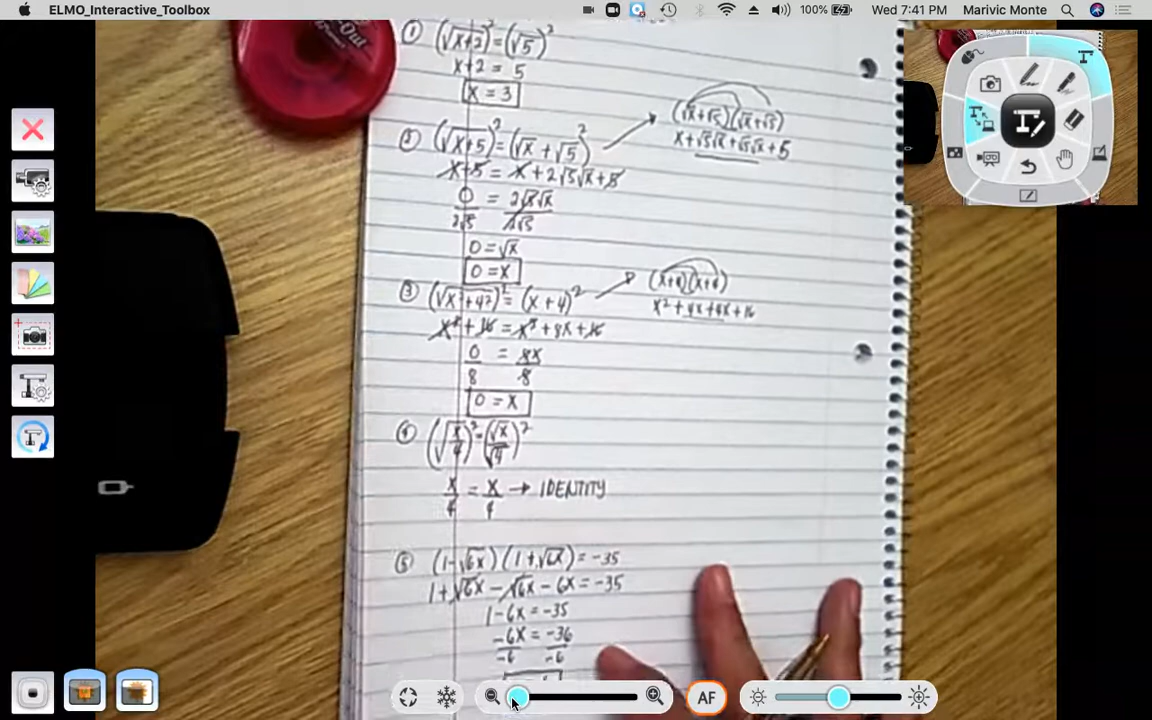 ELMO_Interactive_Toolbox 100% Wed 7:41 PM Marivic Monte
① (√x+2)² = (√5)²
x+2 = 5
x = 3
② (√x+5)² = (√x + √5)²
(√x+√5)(√x+√5)
x+√5√x+√5√x+5
x+5 = x + 2√5√x+5
0 = 2√5√x
2√5 2√5
0 = √x
0 = x
③ (√x²+4²)² = (x+4)²
(x+4)(x+4)
x²+4x+4x+16
x²+16 = x²+8x+16
0 = 8x
8 8
0 = x
④ (√x/4)² = (√x/√4)²
x/4 = x/4 → IDENTITY
⑤ (1-√6x)(1+√6x) = -35
1+√6x-√6x-6x = -35
1-6x = -35
-6x = -36
-6 -6
AF